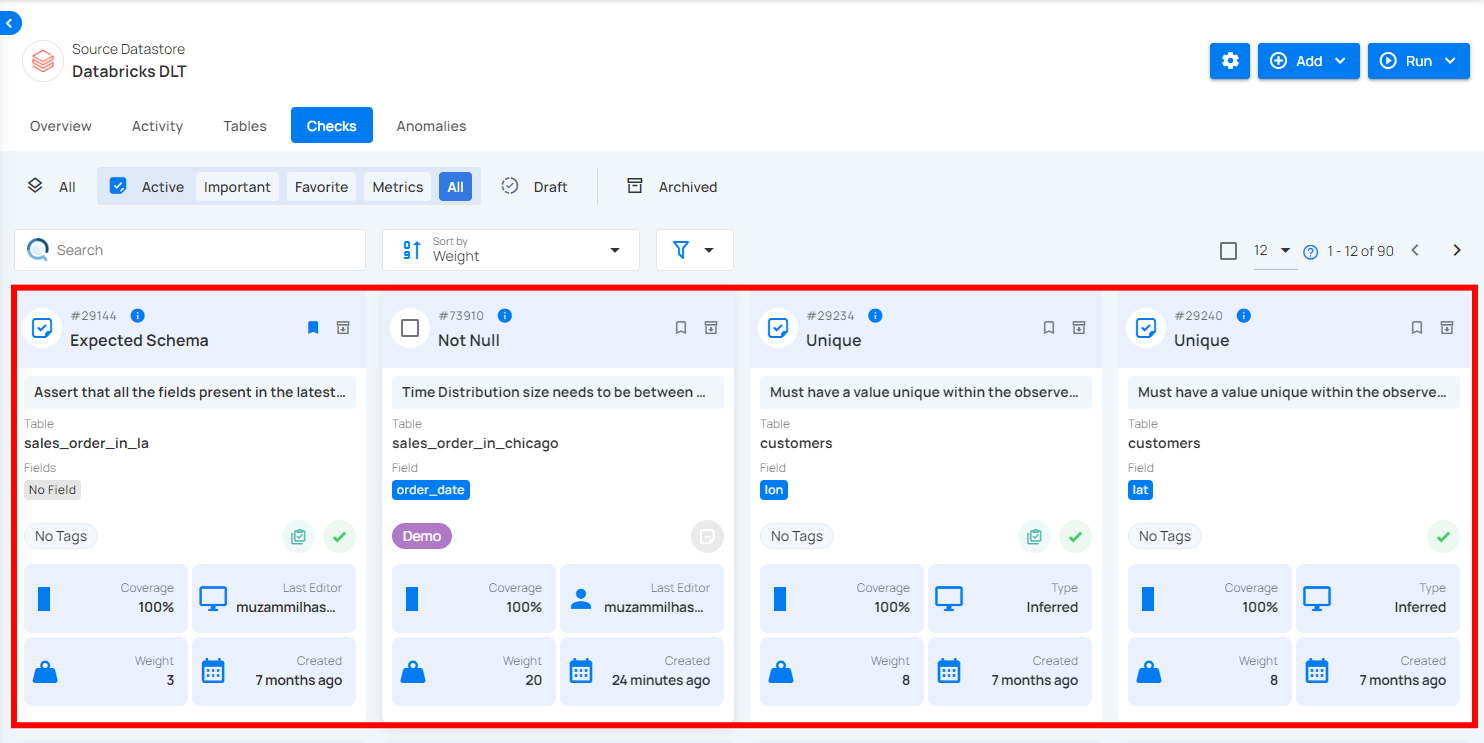 Source Datastore
Databricks DLT
Add
Run
Overview
Activity
Tables
Checks
Anomalies
All
Active
Important
Favorite
Metrics
All
Draft
Archived
Search
Sort by
Weight
12
1 - 12 of 90
#29144
Expected Schema
Assert that all the fields present in the latest...
Table
sales_order_in_la
Fields
No Field
No Tags
Coverage
100%
Last Editor
muzammilhas...
Weight
3
Created
7 months ago
#73910
Not Null
Time Distribution size needs to be between ...
Table
sales_order_in_chicago
Field
order_date
Demo
Coverage
100%
Last Editor
muzammilhas...
Weight
20
Created
24 minutes ago
#29234
Unique
Must have a value unique within the observe...
Table
customers
Field
lon
No Tags
Coverage
100%
Type
Inferred
Weight
8
Created
7 months ago
#29240
Unique
Must have a value unique within the observe...
Table
customers
Field
lat
No Tags
Coverage
100%
Type
Inferred
Weight
8
Created
7 months ago